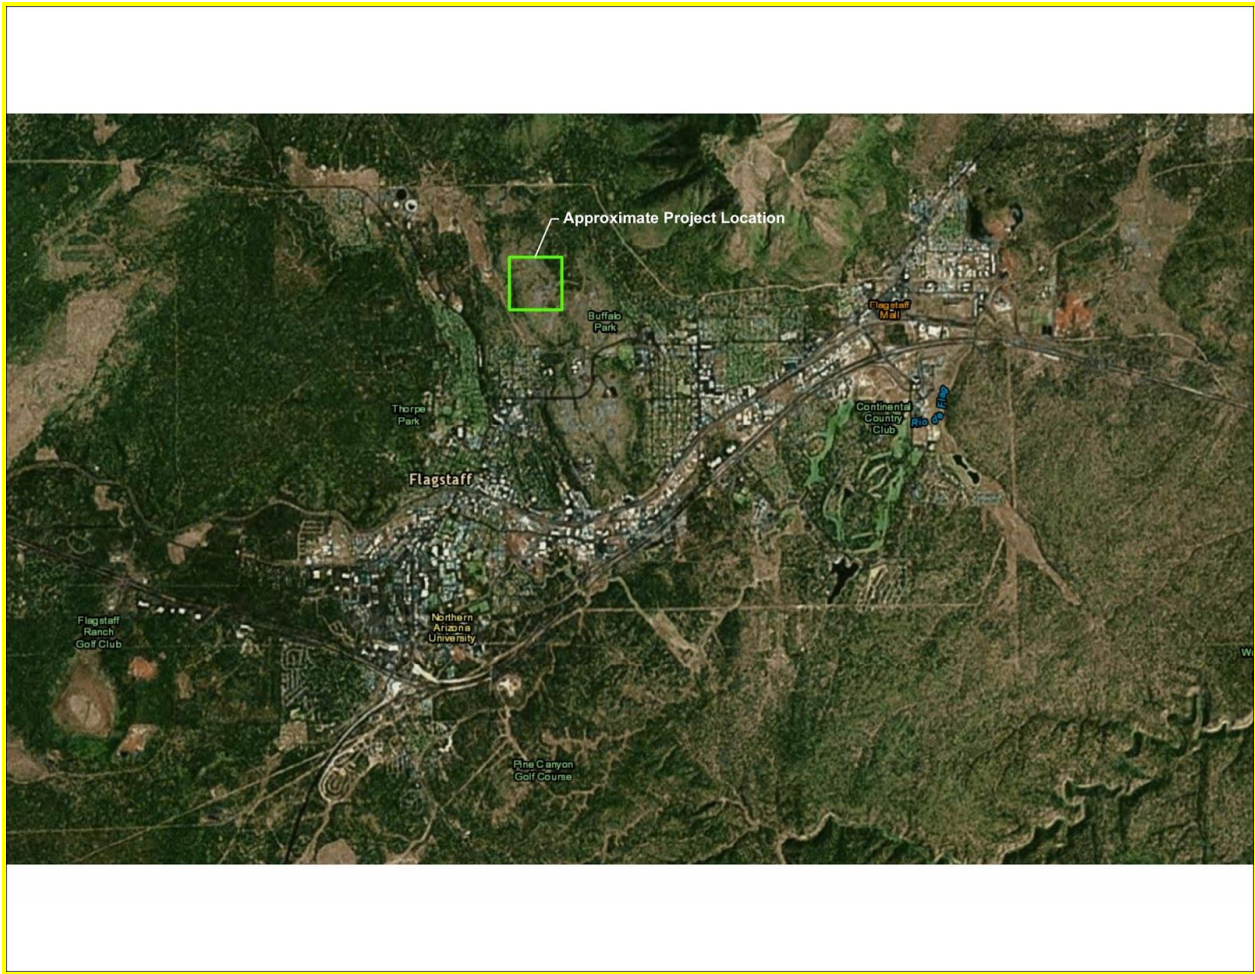 Approximate Project Location
Flagstaff
Mall
Buffalo
Park
Thorpe
Park
Continental
Country
Club
Rio de Flag
Flagstaff
Northern
Arizona
University
Flagstaff
Ranch
Golf Club
Pine Canyon
Golf Course